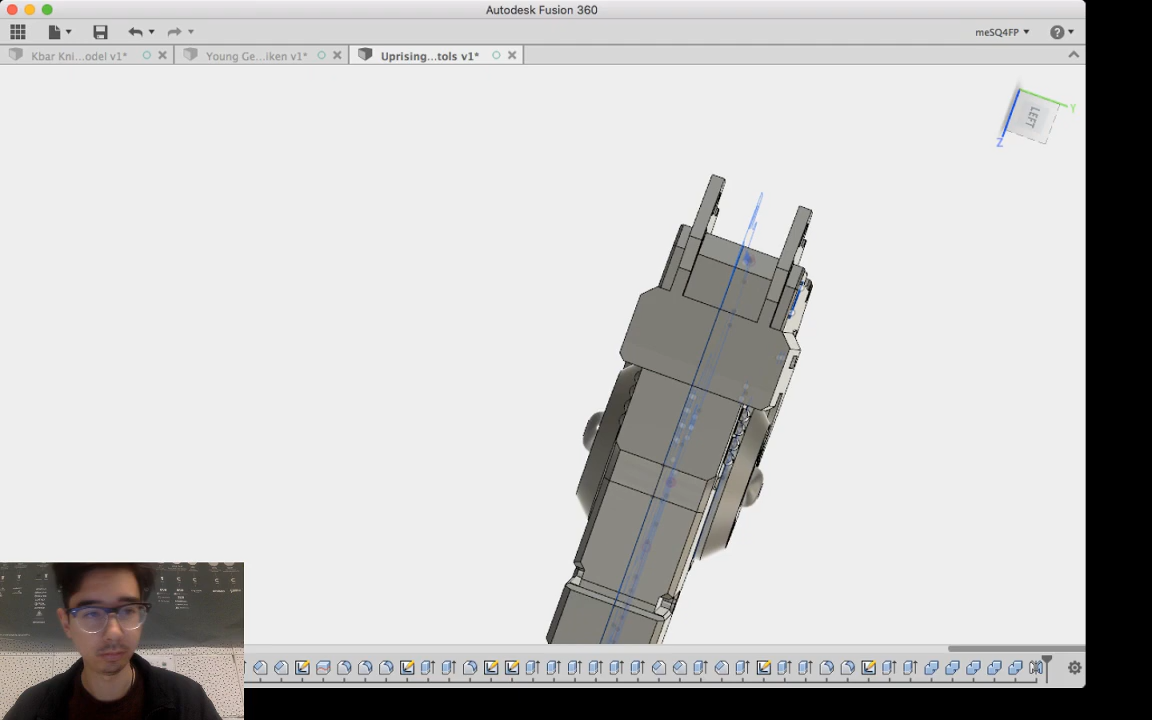 Autodesk Fusion 360
meSQ4FP
Kbar Kni...odel v1*
Young Ge...iken v1*
Uprising...tols v1*
LEFT
Y
Z